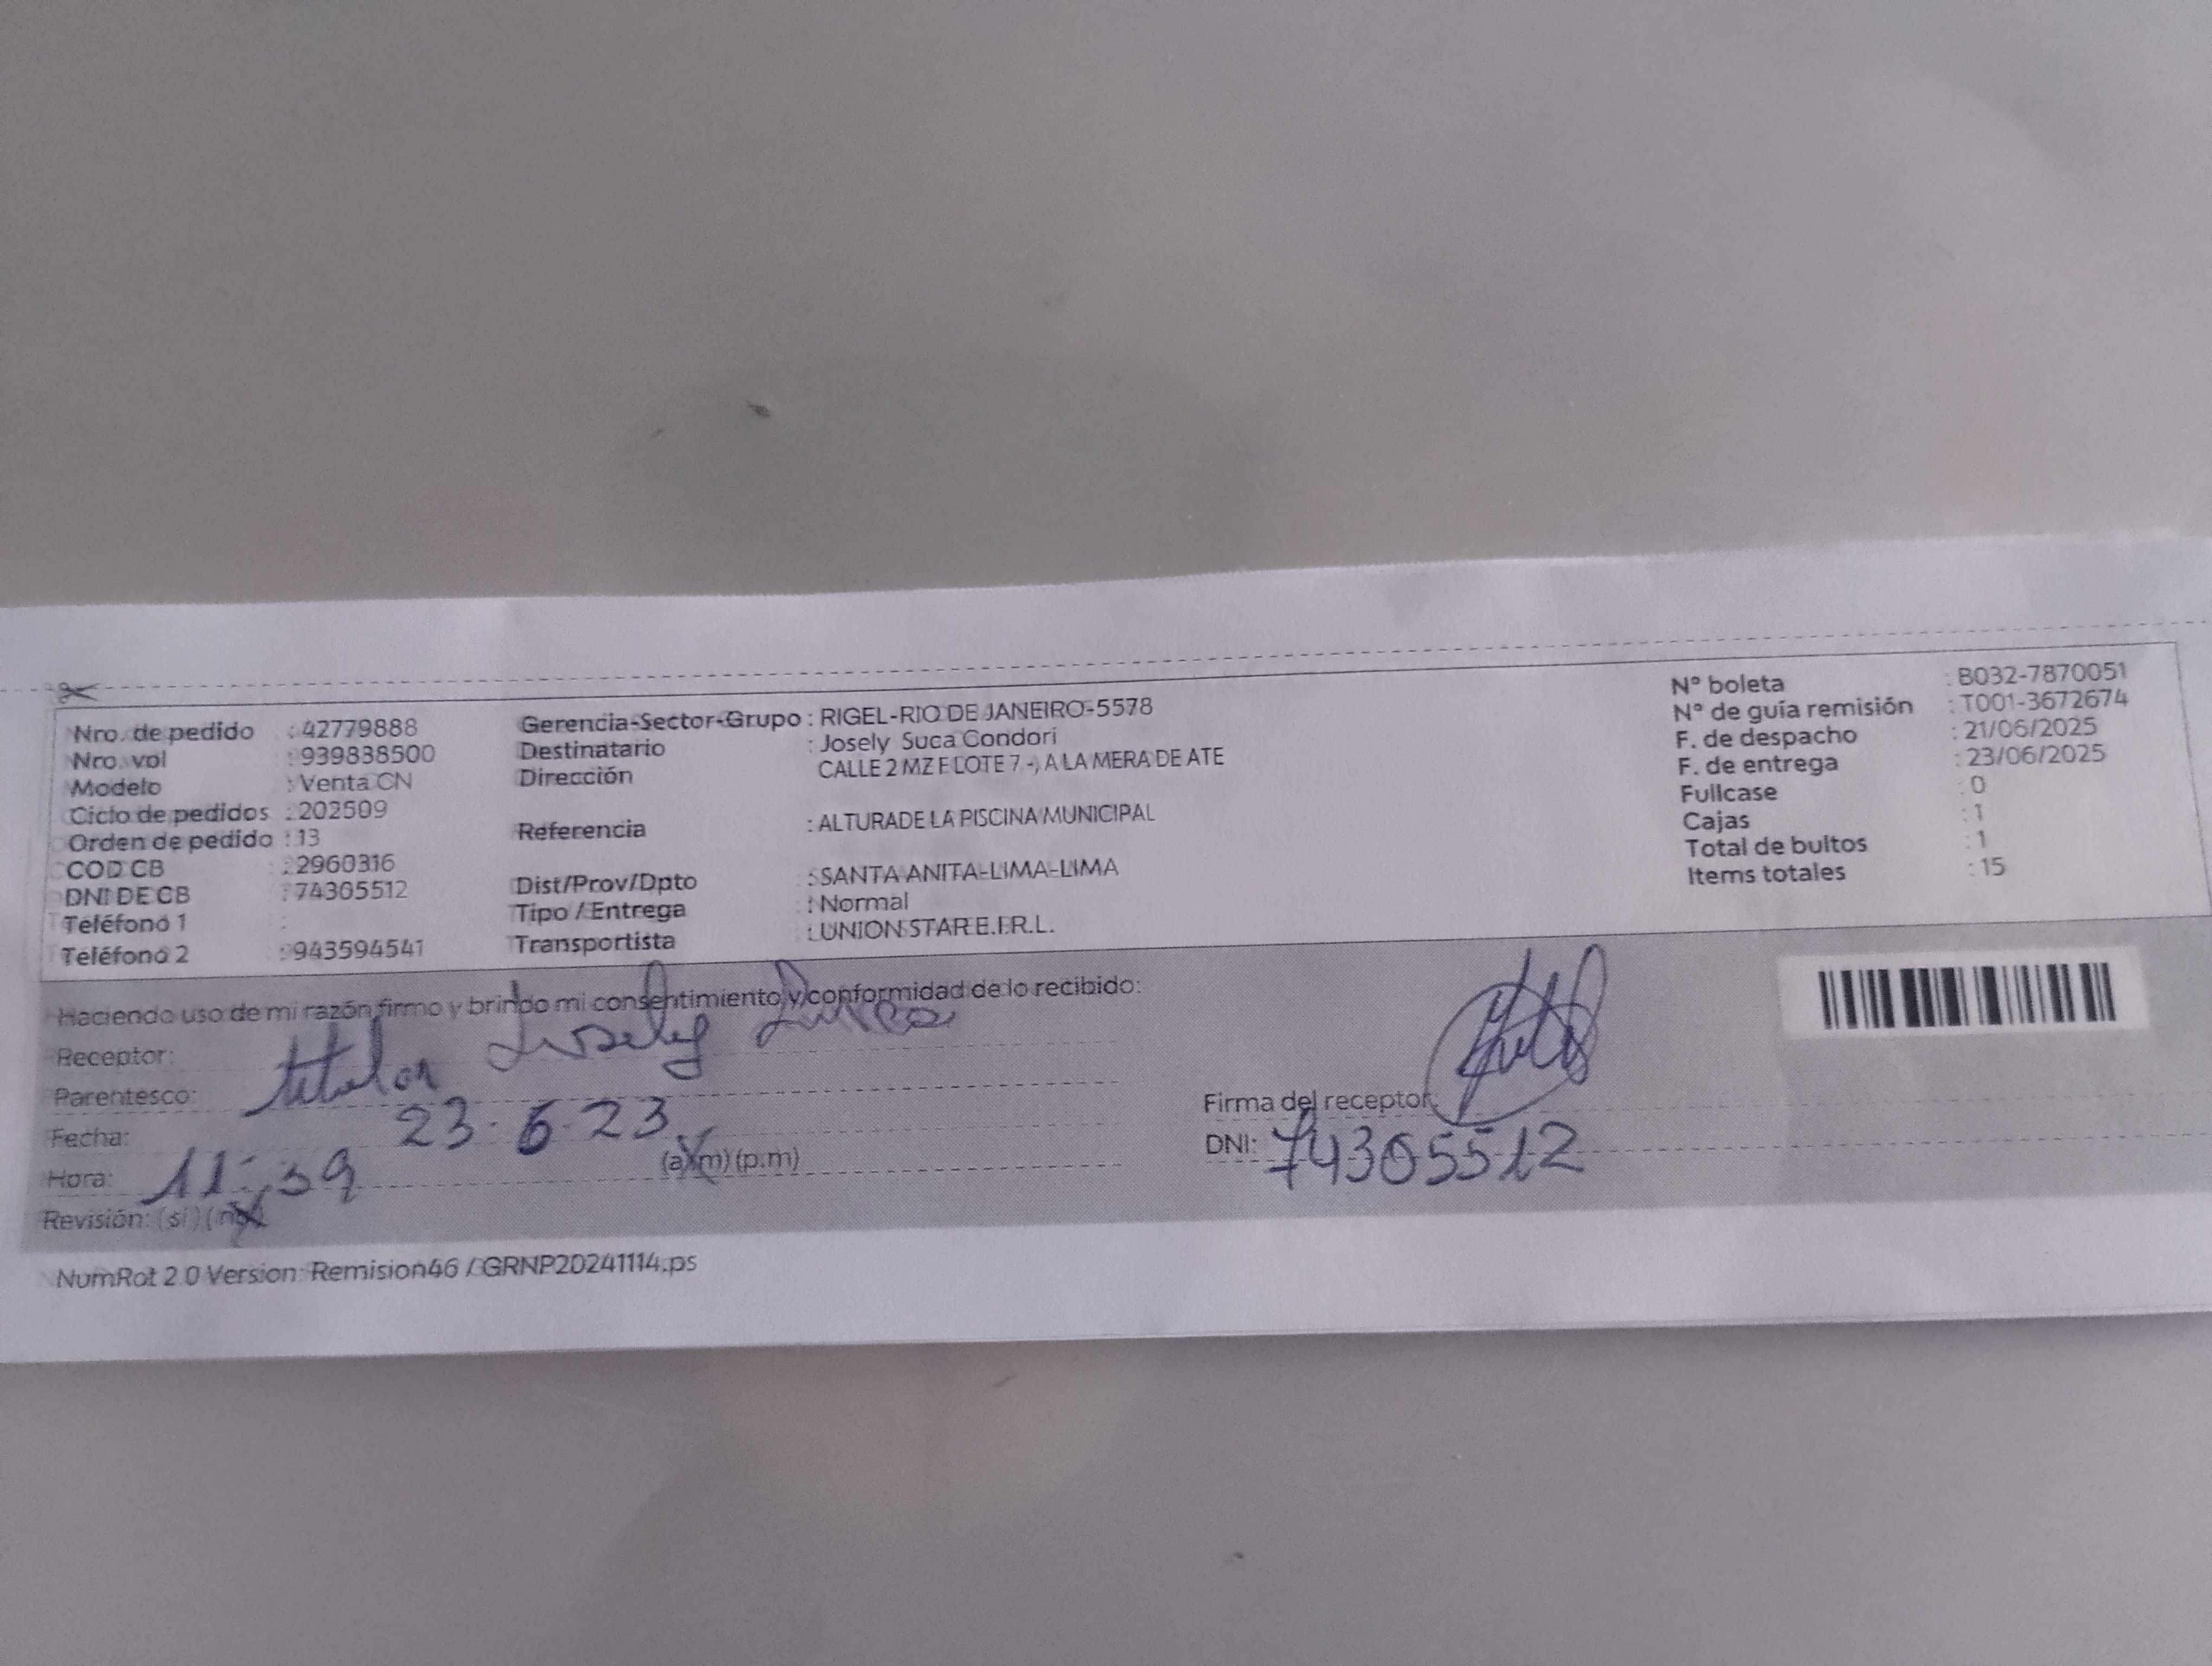 Nro. de pedido : 42779888
Nro. vol : 939838500
Modelo : Venta CN
Ciclo de pedidos : 202509
Orden de pedido : 13
COD CB : 2960316
DNI DE CB : 74305512
Teléfono 1 :
Teléfono 2 : 943594541
Gerencia-Sector-Grupo : RIGEL-RIO DE JANEIRO-5578
Destinatario : Josely Suca Condori
Dirección CALLE 2 MZ F LOTE 7 -, A LA MERA DE ATE
Referencia : ALTURA DE LA PISCINA MUNICIPAL
Dist/Prov/Dpto : SANTA ANITA-LIMA-LIMA
Tipo / Entrega : Normal
Transportista : UNION STAR E.I.R.L.
N° boleta : B032-7870051
N° de guía remisión : T001-3672674
F. de despacho : 21/06/2025
F. de entrega : 23/06/2025
Fullcase : 0
Cajas : 1
Total de bultos : 1
Items totales : 15
Haciendo uso de mi razón firmo y brindo mi consentimiento y conformidad de lo recibido:
Receptor: Josely Suca
Parentesco: titular
Fecha: 23-6-23
Hora: 11:39 (a.m) (p.m)
Revisión: (si) (no)
Firma del receptor:
DNI: 74305512
NumRot 2.0 Version: Remision46 / GRNP20241114.ps